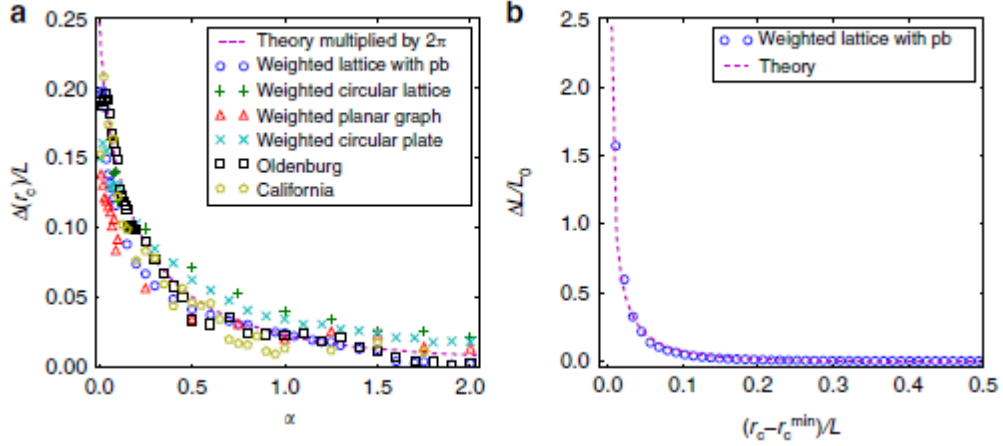 a
Δ(r_c)/L
0.20
0.15
0.10
0.05
0.00
Theory multiplied by 2π
Weighted lattice with pb
Weighted circular lattice
Weighted planar graph
Weighted circular plate
Oldenburg
California
0.0 0.5 1.0 1.5 2.0
α
b
ΔL/L₀
2.5
2.0
1.5
1.0
0.5
0.0
Weighted lattice with pb
Theory
0.0 0.1 0.2 0.3 0.4 0.5
(r_c–r_c^min)/L